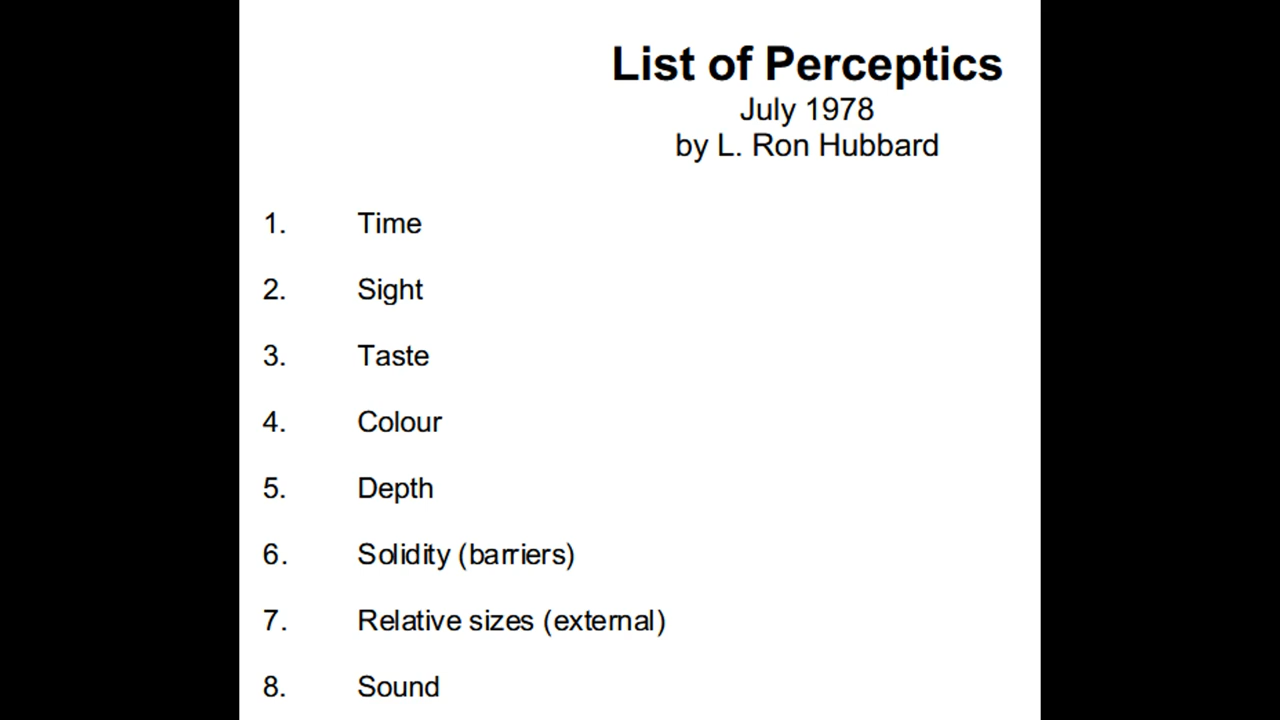 List of Perceptics
July 1978
by L. Ron Hubbard
1. Time
2. Sight
3. Taste
4. Colour
5. Depth
6. Solidity (barriers)
7. Relative sizes (external)
8. Sound